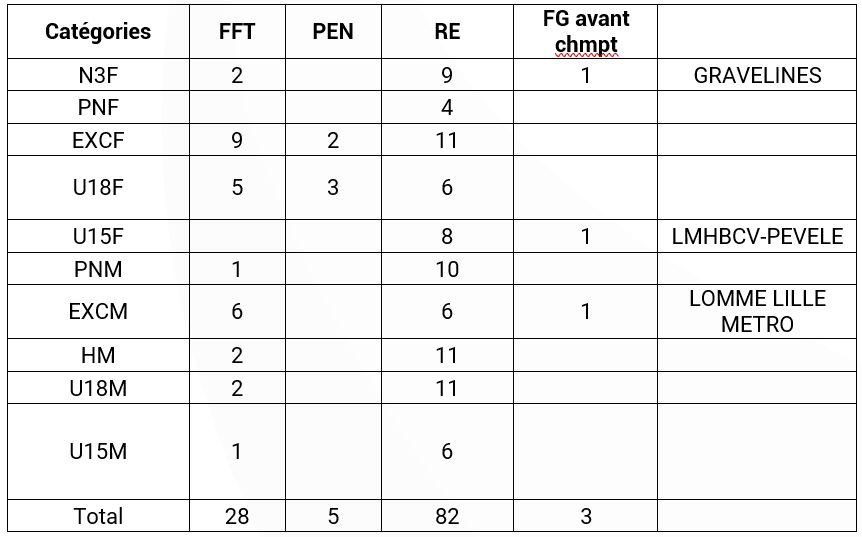 Catégories FFT PEN RE FG avant
chmpt
N3F 2 9 1 GRAVELINES
PNF 4
EXCF 9 2 11
U18F 5 3 6
U15F 8 1 LMHBCV-PEVELE
PNM 1 10
EXCM 6 6 1 LOMME LILLE
METRO
HM 2 11
U18M 2 11
U15M 1 6
Total 28 5 82 3